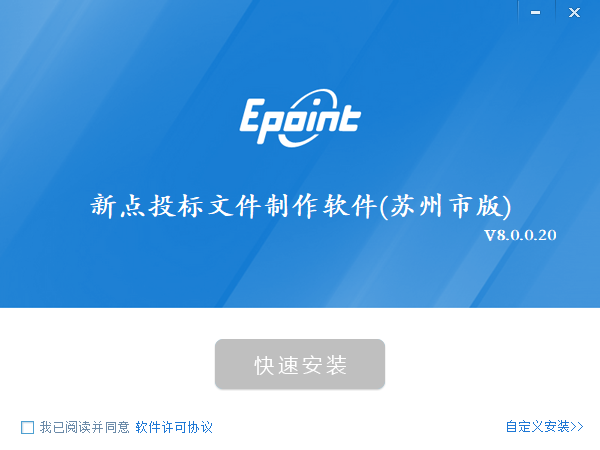 Epoint
新点投标文件制作软件(苏州市版)
V8.0.0.20
快速安装
我已阅读并同意 软件许可协议
自定义安装>>